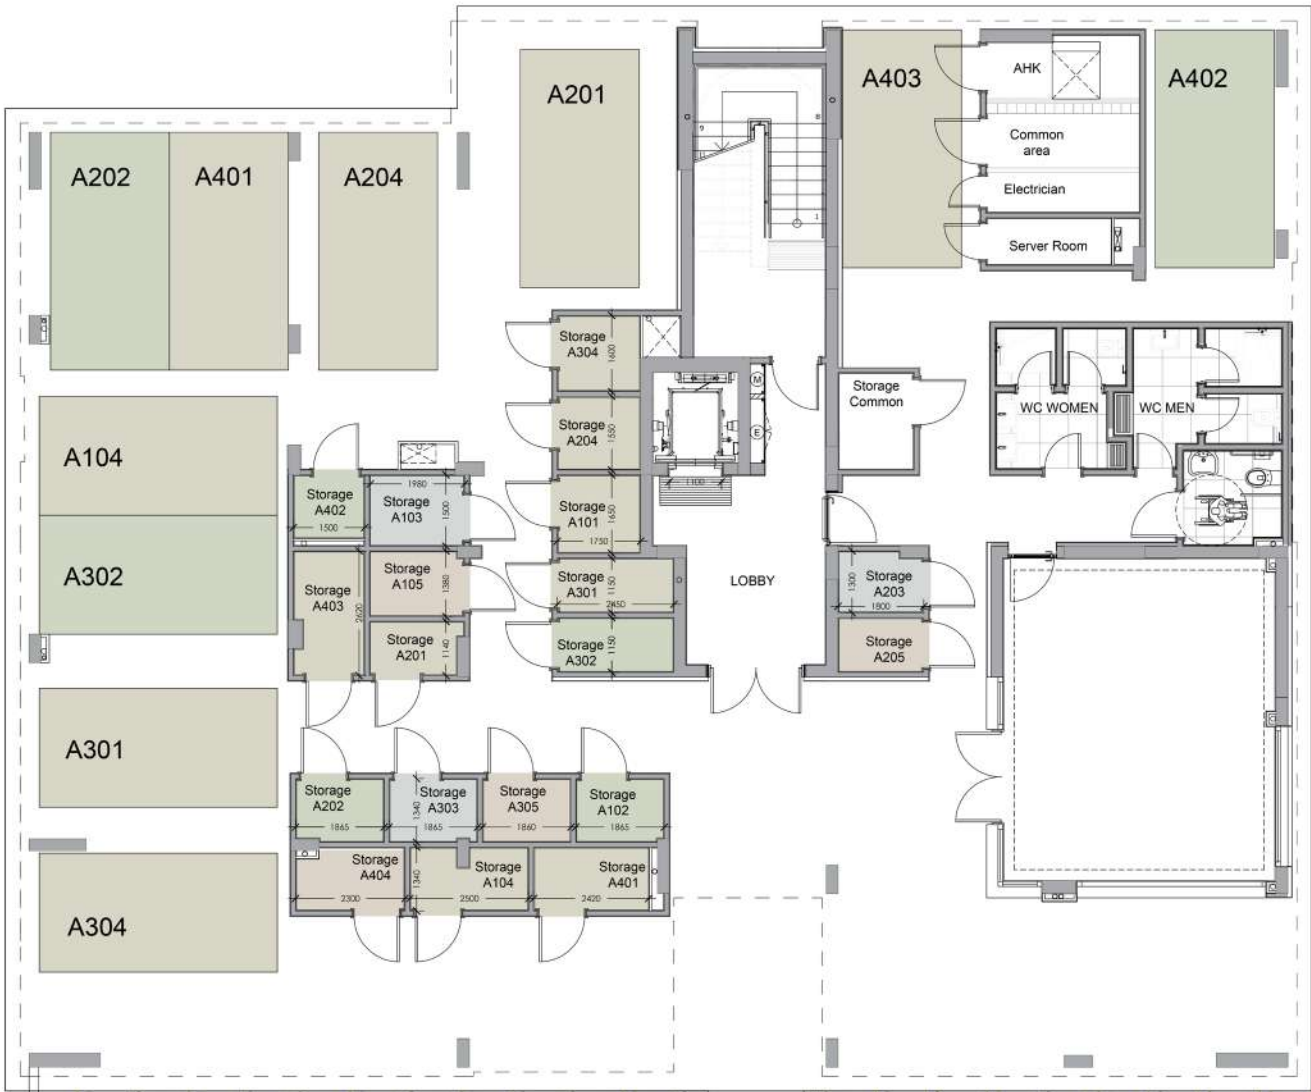 A201
A403
AHK
Common
area
Electrician
Server Room
A402
A202
A401
A204
9
8
1
Storage
A304
1600
Storage
A204
1550
Storage
A101
1650
1750
Storage
A301
1150
2450
Storage
A302
1150
M
E
1100
LOBBY
Storage
Common
WC WOMEN
WC MEN
A104
A302
Storage
A402
1500
1980
Storage
A103
1500
Storage
A105
1380
Storage
A403
2620
Storage
A201
1140
Storage
A203
1300
1800
Storage
A205
A301
Storage
A202
1865
Storage
A303
1340
1865
Storage
A305
1860
Storage
A102
1865
A304
Storage
A404
2300
Storage
A104
1340
2500
Storage
A401
2420